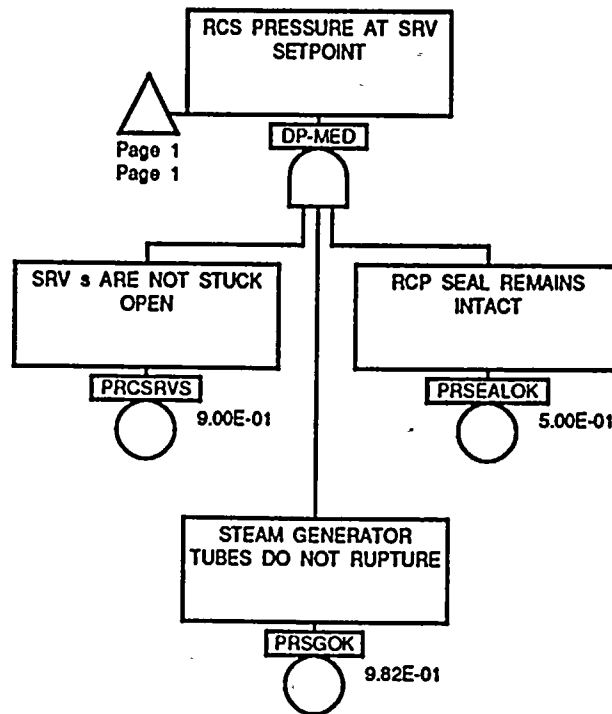 RCS PRESSURE AT SRV
SETPOINT
DP-MED
Page 1
Page 1
SRV s ARE NOT STUCK
OPEN
PRCSRVS
9.00E-01
RCP SEAL REMAINS
INTACT
PRSEALOK
5.00E-01
STEAM GENERATOR
TUBES DO NOT RUPTURE
PRSGOK
9.82E-01